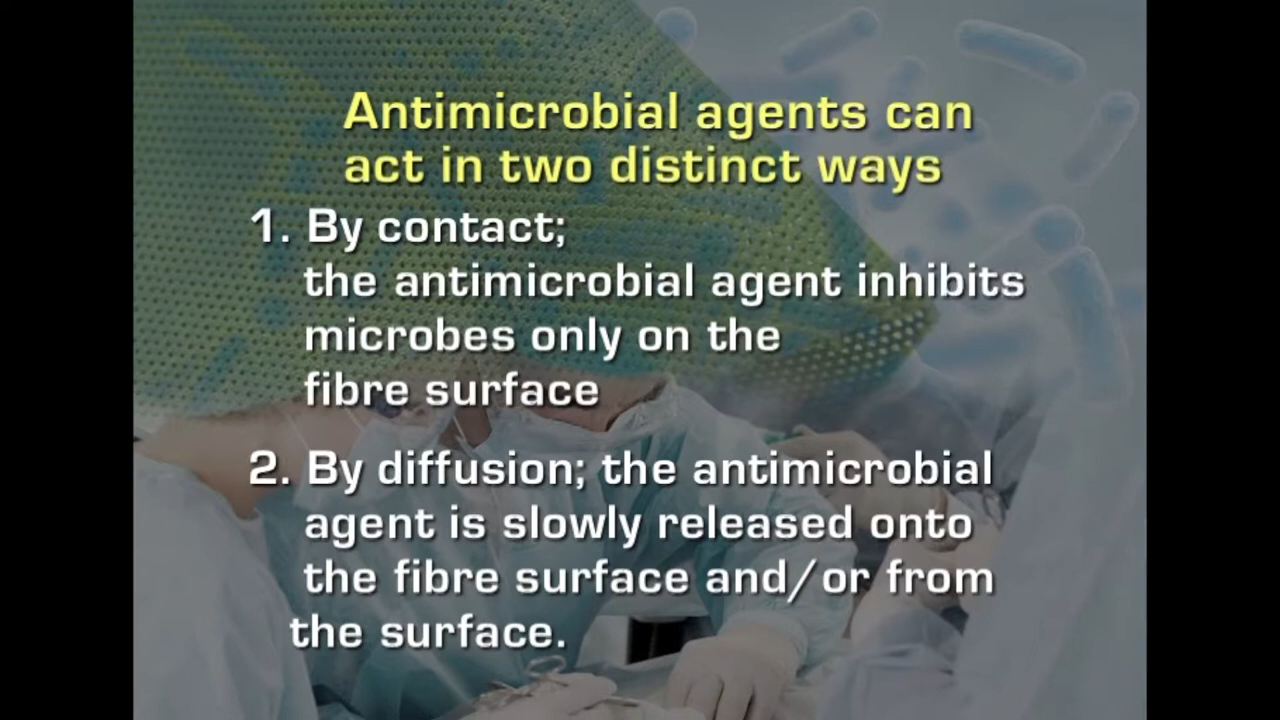 Antimicrobial agents can
act in two distinct ways
1. By contact;
the antimicrobial agent inhibits
microbes only on the
fibre surface
2. By diffusion; the antimicrobial
agent is slowly released onto
the fibre surface and/or from
the surface.